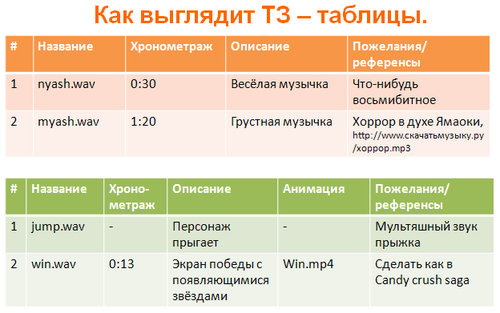 Как выглядит ТЗ – таблицы.
# Название Хронометраж Описание Пожелания/
референсы
1 nyash.wav 0:30 Весёлая музычка Что-нибудь
восьмибитное
2 myash.wav 1:20 Грустная музычка Хоррор в духе Ямаоки,
http://www.скачатьмузыку.ру
/хоррор.mp3
# Название Хроно- Описание Анимация Пожелания/
метраж референсы
1 jump.wav - Персонаж - Мультяшный звук
прыгает прыжка
2 win.wav 0:13 Экран победы с Win.mp4 Сделать как в
появляющимися Candy crush saga
звёздами